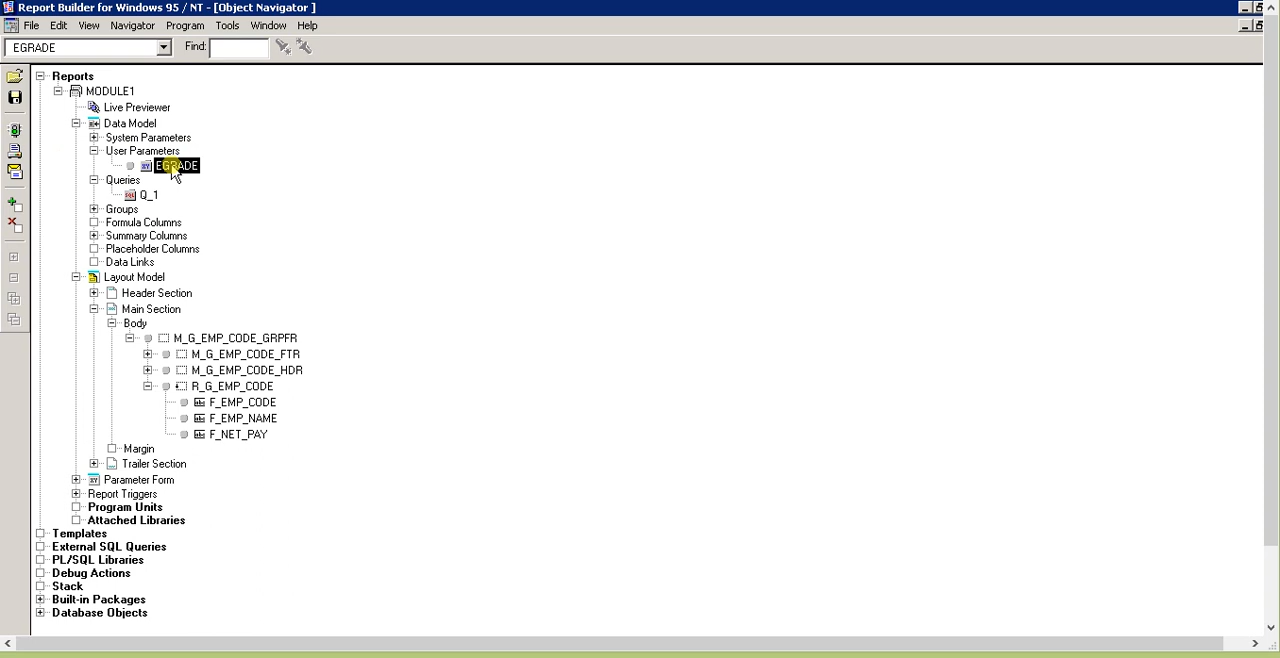 Report Builder for Windows 95 / NT - [Object Navigator ]
File Edit View Navigator Program Tools Window Help
EGRADE Find:
Reports
MODULE1
Live Previewer
Data Model
System Parameters
User Parameters
EGRADE
Queries
Q_1
Groups
Formula Columns
Summary Columns
Placeholder Columns
Data Links
Layout Model
Header Section
Main Section
Body
M_G_EMP_CODE_GRPFR
M_G_EMP_CODE_FTR
M_G_EMP_CODE_HDR
R_G_EMP_CODE
F_EMP_CODE
F_EMP_NAME
F_NET_PAY
Margin
Trailer Section
Parameter Form
Report Triggers
Program Units
Attached Libraries
Templates
External SQL Queries
PL/SQL Libraries
Debug Actions
Stack
Built-in Packages
Database Objects